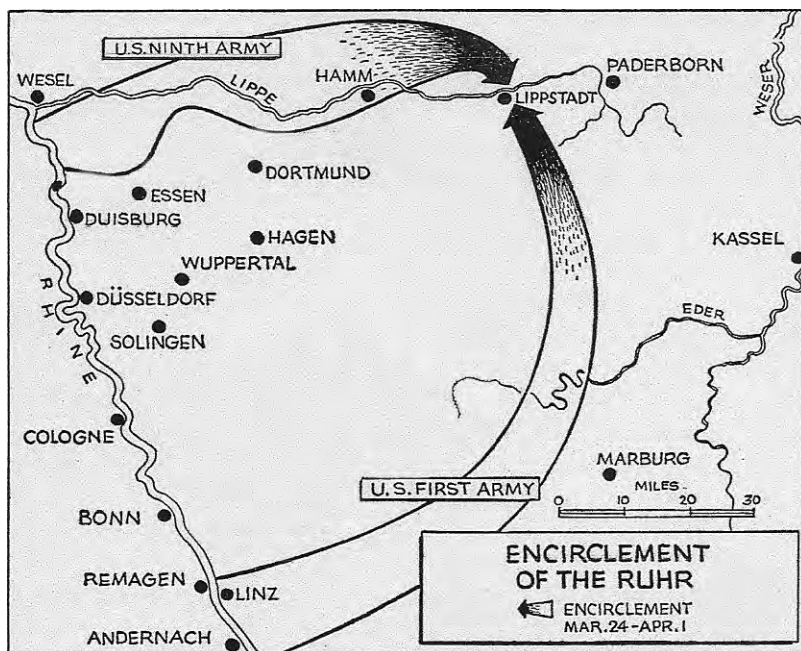 U.S. NINTH ARMY
WESEL
LIPPE
HAMM
LIPPSTADT
PADERBORN
WESER
DORTMUND
ESSEN
DUISBURG
HAGEN
WUPPERTAL
KASSEL
DÜSSELDORF
RHINE
EDER
SOLINGEN
COLOGNE
MARBURG
U.S. FIRST ARMY
MILES
0 10 20 30
BONN
REMAGEN
LINZ
ANDERNACH
ENCIRCLEMENT
OF THE RUHR
ENCIRCLEMENT
MAR. 24-APR. 1